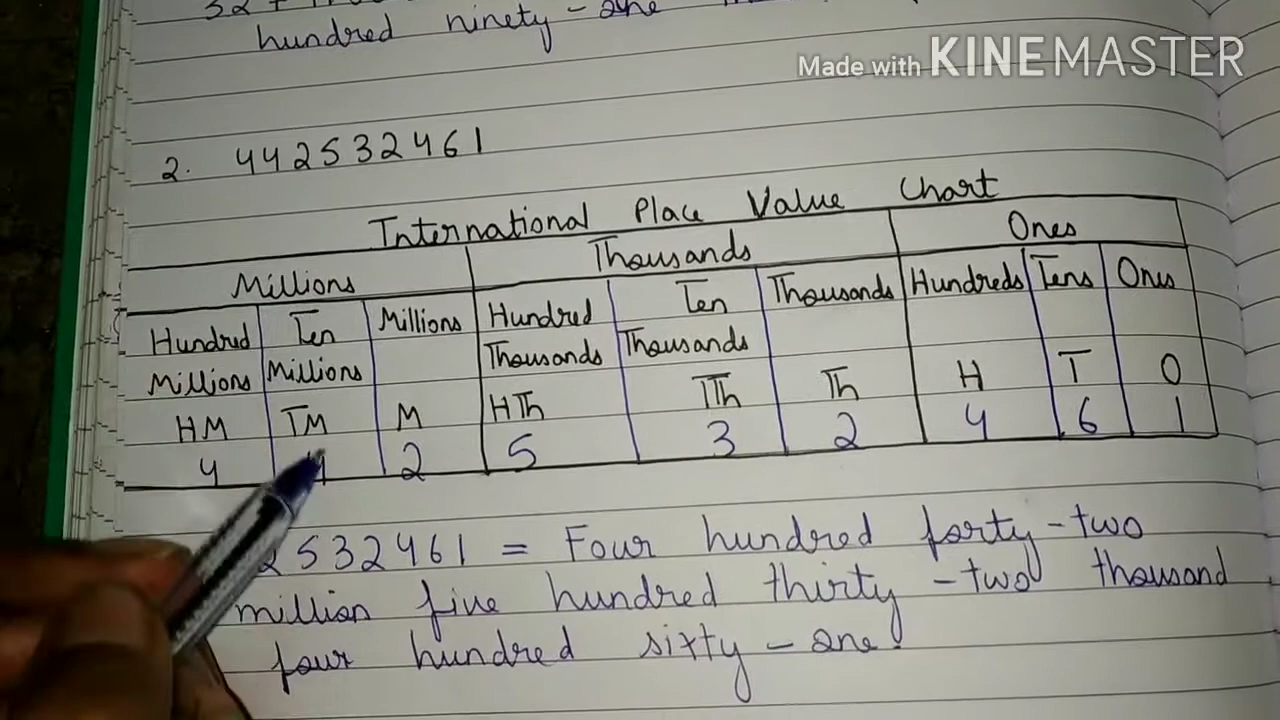 hundred ninety-one
Made with KINEMASTER
2. 442532461
International Place Value Chart
Millions Thousands Ones
Hundred Millions Ten Millions Millions Hundred Thousands Ten Thousands Thousands Hundreds Tens Ones
HM TM M HTh TTh Th H T O
4 4 2 5 3 2 4 6 1
2532461 = Four hundred forty-two
million five hundred thirty-two thousand
four hundred sixty-one.